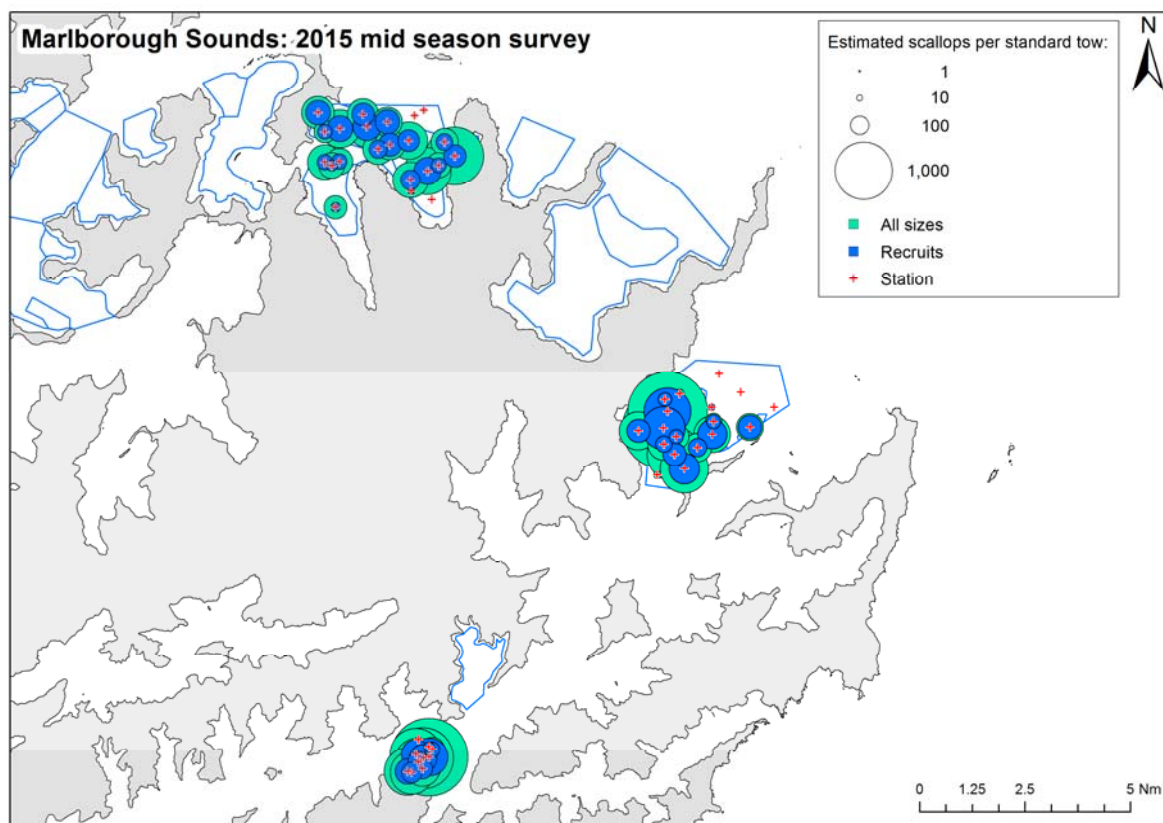 Marlborough Sounds: 2015 mid season survey
Estimated scallops per standard tow:
1
10
100
1,000
All sizes
Recruits
Station
N
0 1.25 2.5 5 Nm